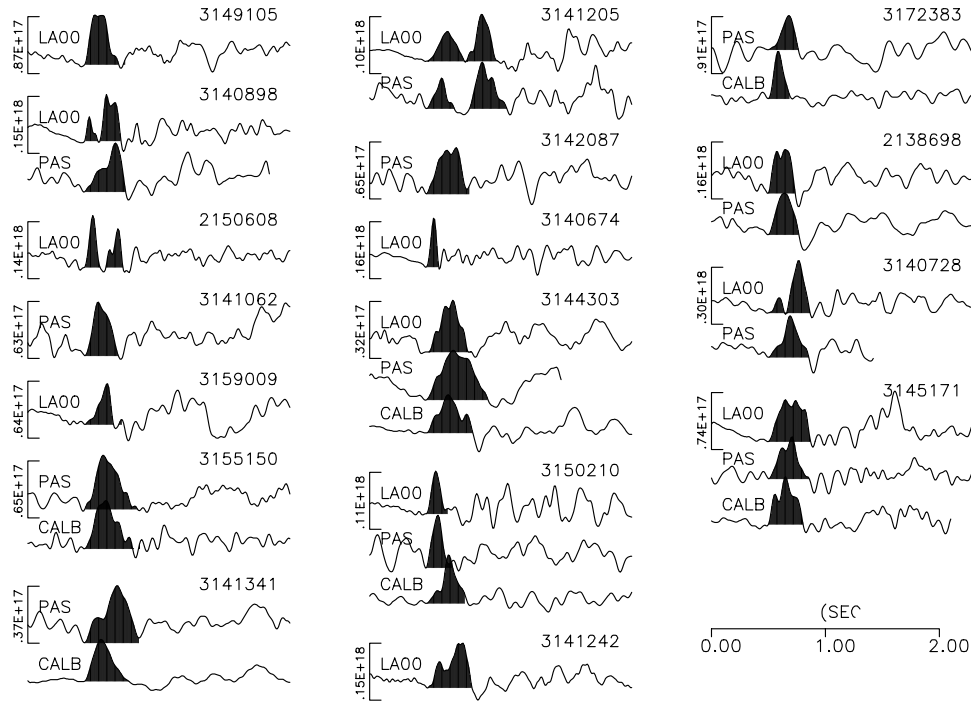 3149105
LA00
.87E+17
3140898
LA00
.15E+18
PAS
2150608
LA00
.14E+18
3141062
PAS
.63E+17
3159009
LA00
.64E+17
3155150
PAS
.65E+17
CALB
3141341
PAS
.37E+17
CALB
3141205
LA00
.10E+18
PAS
3142087
PAS
.65E+17
3140674
LA00
.16E+18
3144303
LA00
.32E+17
PAS
CALB
3150210
LA00
.11E+18
PAS
CALB
3141242
LA00
.15E+18
3172383
PAS
.91E+17
CALB
2138698
LA00
.16E+18
PAS
3140728
LA00
.30E+18
PAS
3145171
LA00
.74E+17
PAS
CALB
(SEC
0.00 1.00 2.00